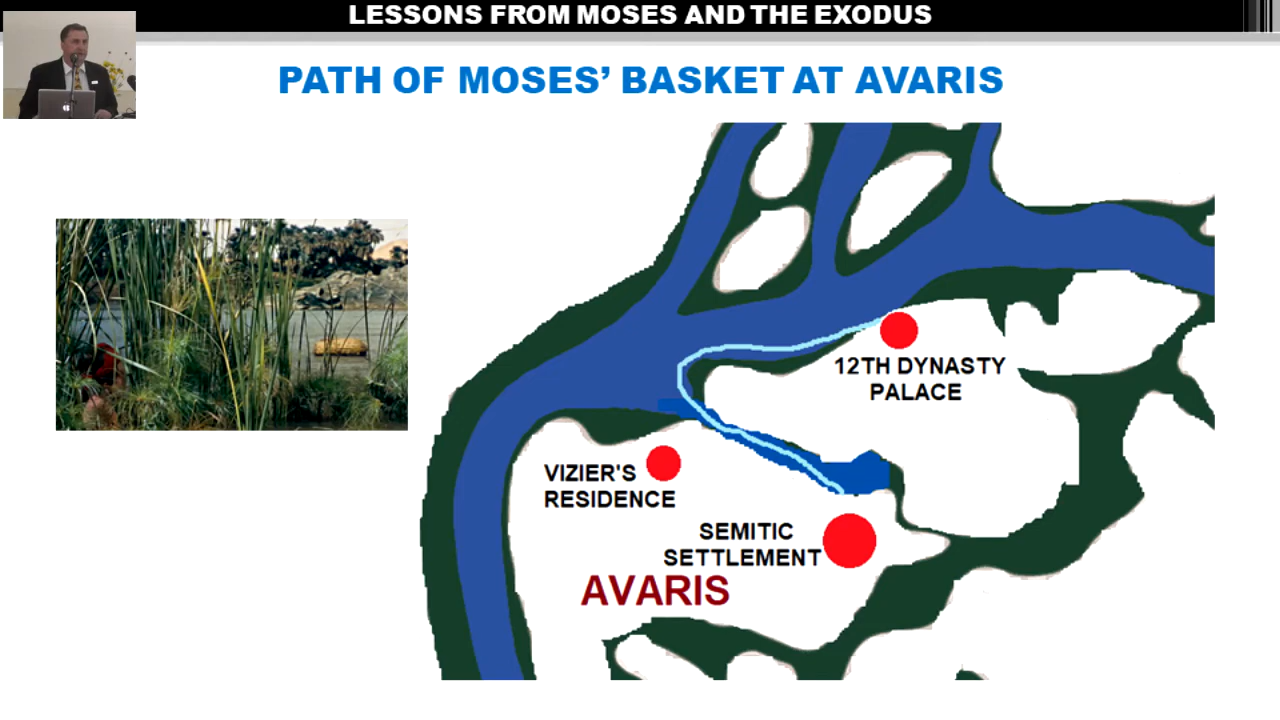 LESSONS FROM MOSES AND THE EXODUS
PATH OF MOSES’ BASKET AT AVARIS
12TH DYNASTY
PALACE
VIZIER'S
RESIDENCE
SEMITIC
SETTLEMENT
AVARIS